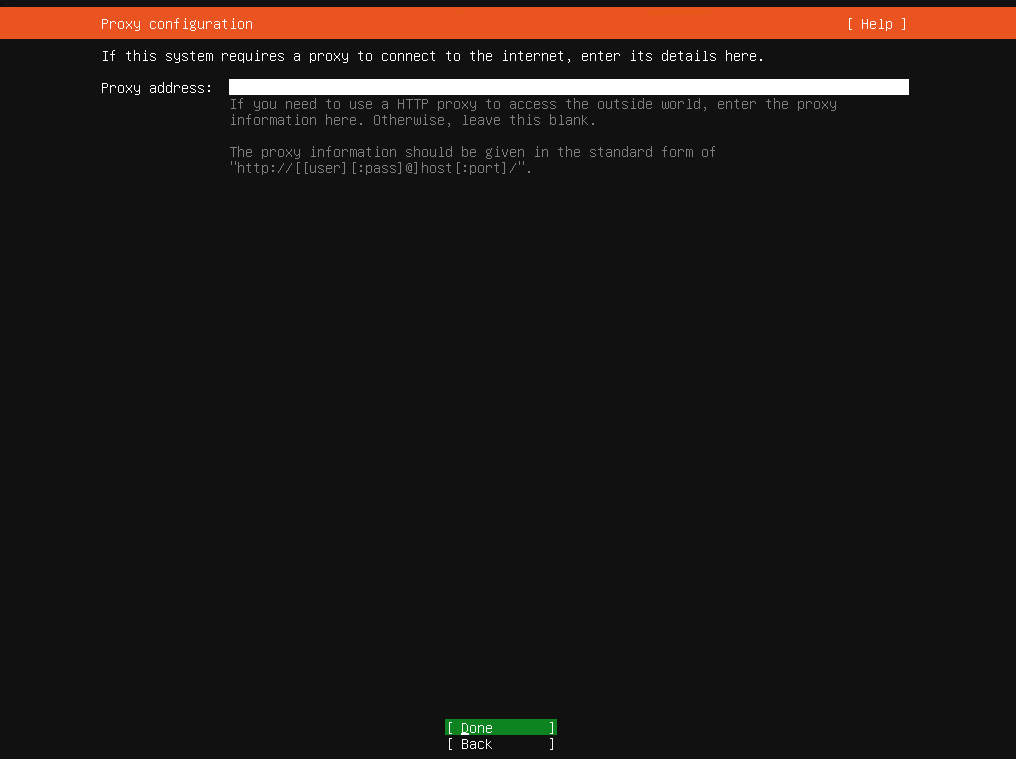 Proxy configuration [ Help ]
If this system requires a proxy to connect to the internet, enter its details here.
Proxy address:
If you need to use a HTTP proxy to access the outside world, enter the proxy
information here. Otherwise, leave this blank.
The proxy information should be given in the standard form of
"http://[[user][:pass]@]host[:port]/".
[ Done ]
[ Back ]